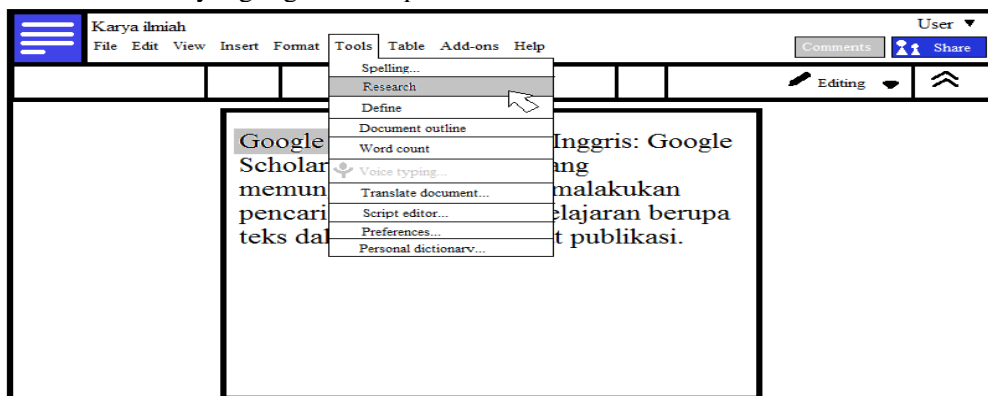 Karya ilmiah
User
File Edit View Insert Format Tools Table Add-ons Help
Comments
Share
Editing
Spelling...
Research
Define
Document outline
Word count
Voice typing...
Translate document...
Script editor...
Preferences...
Personal dictionary...
Google Inggris: Google
Scholar ang
memun malakukan
pencari elajaran berupa
teks dal t publikasi.